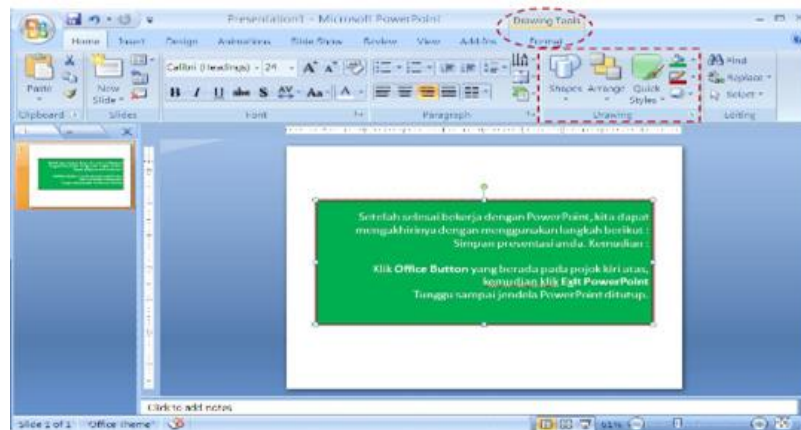 Presentation1 - Microsoft PowerPoint
Drawing Tools
Home Insert Design Animations Slide Show Review View Add-Ins Format
Paste
New Slide
Calibri (Headings) 24
B I U abc S AV Aa A
Shapes Arrange Quick Styles
Find
Replace
Select
Clipboard Slides Font Paragraph Drawing Editing
Setelah selesai bekerja dengan PowerPoint, kita dapat
mengakhirinya dengan menggunakan langkah berikut :
Simpan presentasi anda. Kemudian :
Klik Office Button yang berada pada pojok kiri atas,
kemudian klik Exit PowerPoint
Tunggu sampai jendela PowerPoint ditutup.
Click to add notes
Slide 1 of 1 "Office Theme" 61%